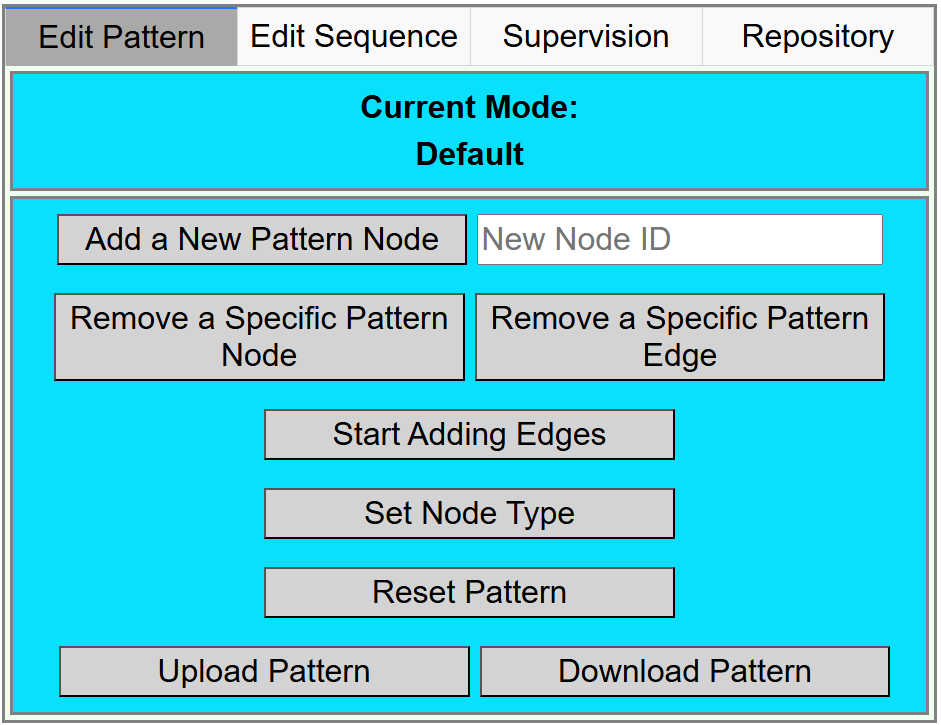 Edit Pattern Edit Sequence Supervision Repository
Current Mode:
Default
Add a New Pattern Node New Node ID
Remove a Specific Pattern
Node
Remove a Specific Pattern
Edge
Start Adding Edges
Set Node Type
Reset Pattern
Upload Pattern Download Pattern